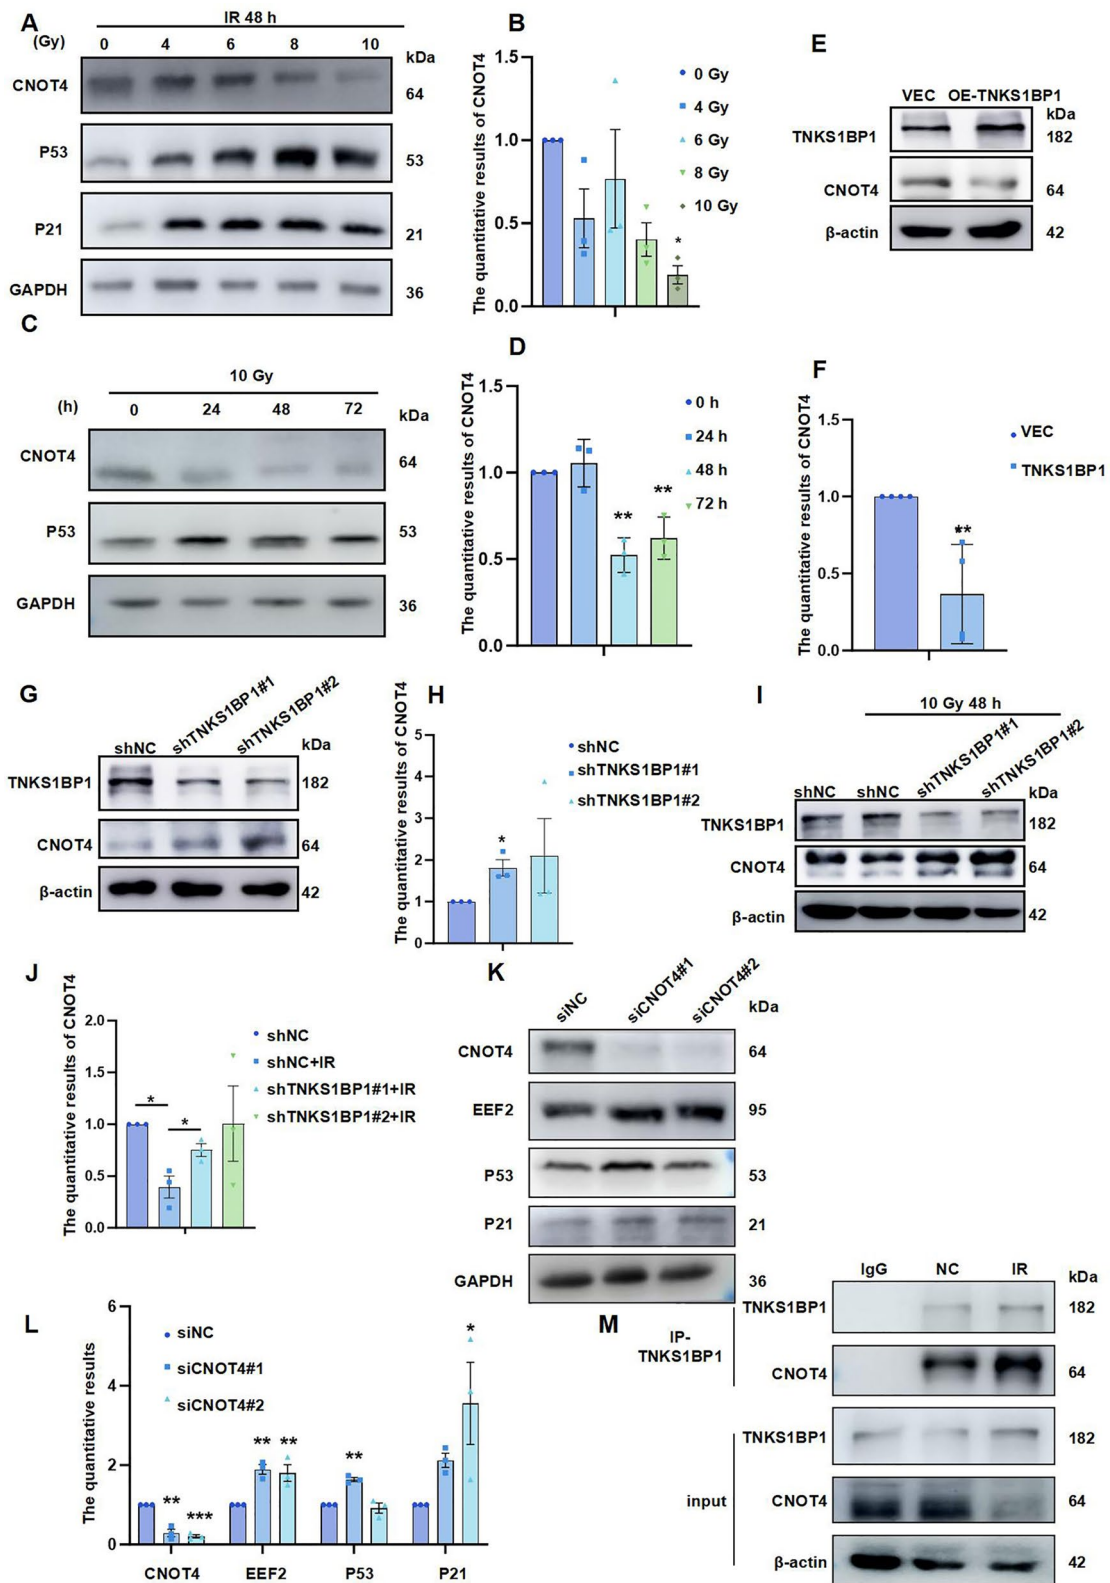 A
IR 48 h
(Gy) 0 4 6 8 10
kDa
CNOT4 64
P53 53
P21 21
GAPDH 36
B
The quantitative results of CNOT4
1.5
1.0
0.5
0.0
*
0 Gy
4 Gy
6 Gy
8 Gy
10 Gy
E
VEC OE-TNKS1BP1
kDa
TNKS1BP1 182
CNOT4 64
β-actin 42
C
10 Gy
(h) 0 24 48 72
kDa
CNOT4 64
P53 53
GAPDH 36
D
The quantitative results of CNOT4
1.5
1.0
0.5
0.0
** **
0 h
24 h
48 h
72 h
F
The quantitative results of CNOT4
1.5
1.0
0.5
0.0
**
VEC
TNKS1BP1
G
shNC shTNKS1BP1#1 shTNKS1BP1#2
kDa
TNKS1BP1 182
CNOT4 64
β-actin 42
H
The quantitative results of CNOT4
5
4
3
2
1
0
*
shNC
shTNKS1BP1#1
shTNKS1BP1#2
I
10 Gy 48 h
shNC shNC shTNKS1BP1#1 shTNKS1BP1#2
kDa
TNKS1BP1 182
CNOT4 64
β-actin 42
J
The quantitative results of CNOT4
2.0
1.5
1.0
0.5
0.0
* *
shNC
shNC+IR
shTNKS1BP1#1+IR
shTNKS1BP1#2+IR
K
siNC siCNOT4#1 siCNOT4#2
kDa
CNOT4 64
EEF2 95
P53 53
P21 21
GAPDH 36
L
The quantitative results
6
4
2
0
siNC
siCNOT4#1
siCNOT4#2
** *** ** ** ** *
CNOT4 EEF2 P53 P21
M
IgG NC IR
kDa
IP-
TNKS1BP1
TNKS1BP1 182
CNOT4 64
input
TNKS1BP1 182
CNOT4 64
β-actin 42